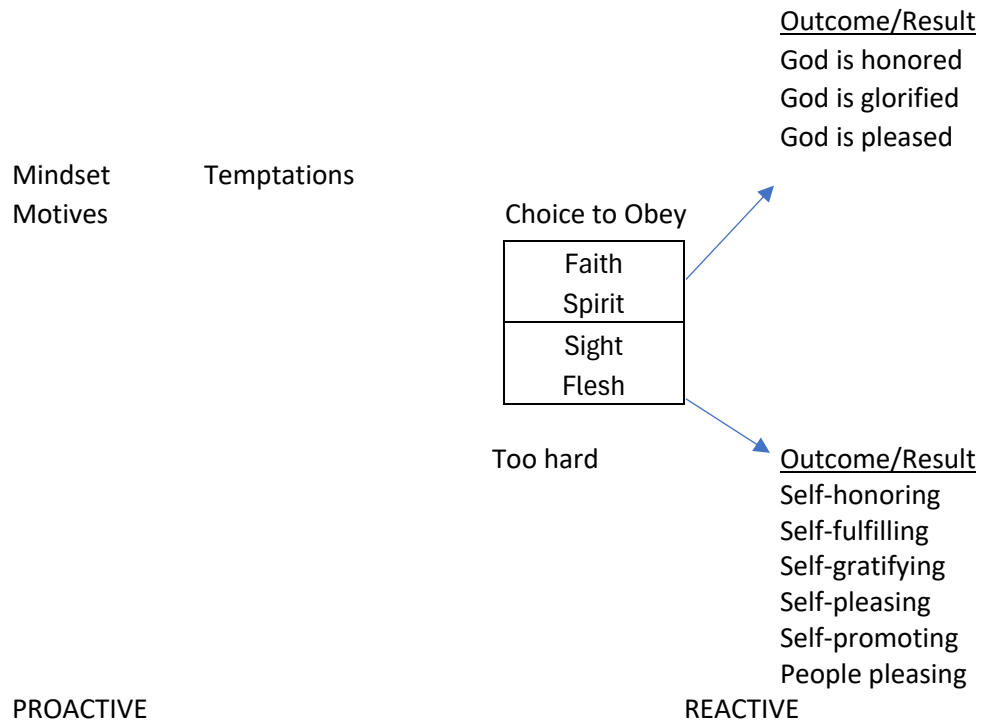 Outcome/Result
God is honored
God is glorified
God is pleased
Mindset Temptations
Motives Choice to Obey
Faith
Spirit
Sight
Flesh
Too hard Outcome/Result
Self-honoring
Self-fulfilling
Self-gratifying
Self-pleasing
Self-promoting
People pleasing
PROACTIVE REACTIVE